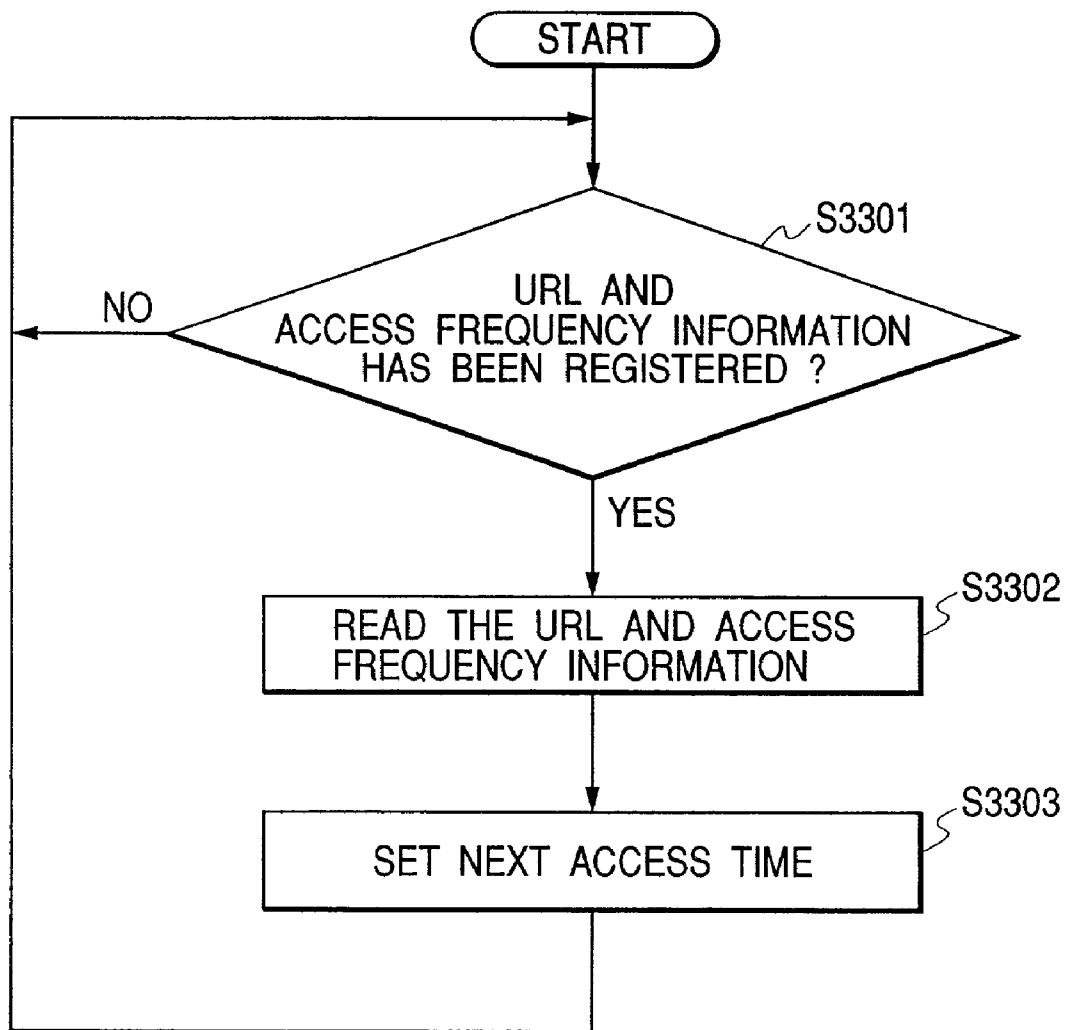 START
S3301
URL AND
ACCESS FREQUENCY INFORMATION
HAS BEEN REGISTERED ?
NO
YES
S3302
READ THE URL AND ACCESS
FREQUENCY INFORMATION
S3303
SET NEXT ACCESS TIME